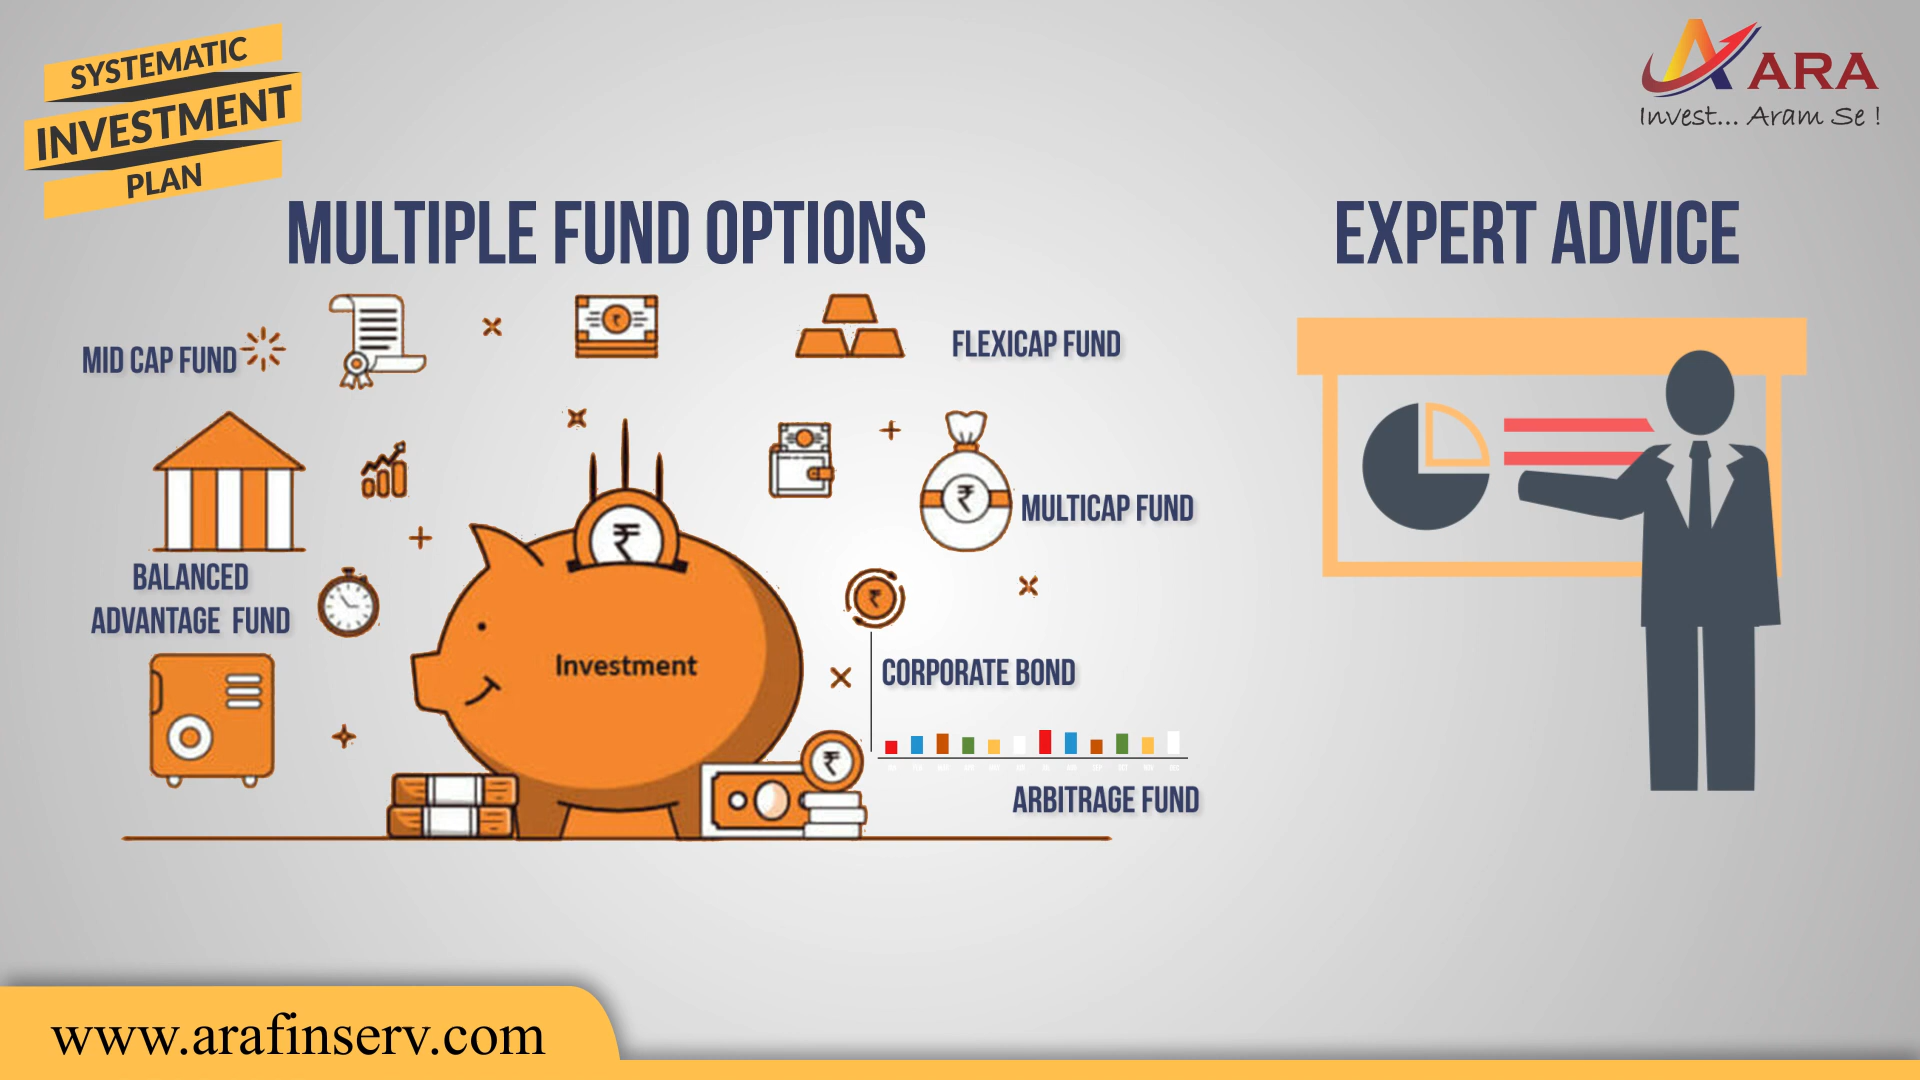 SYSTEMATIC
INVESTMENT
PLAN
ARA
Invest... Aram Se !
MULTIPLE FUND OPTIONS
EXPERT ADVICE
MID CAP FUND
FLEXICAP FUND
₹
₹
MULTICAP FUND
₹
BALANCED
ADVANTAGE FUND
₹
Investment
CORPORATE BOND
₹
ARBITRAGE FUND
www.arafinserv.com